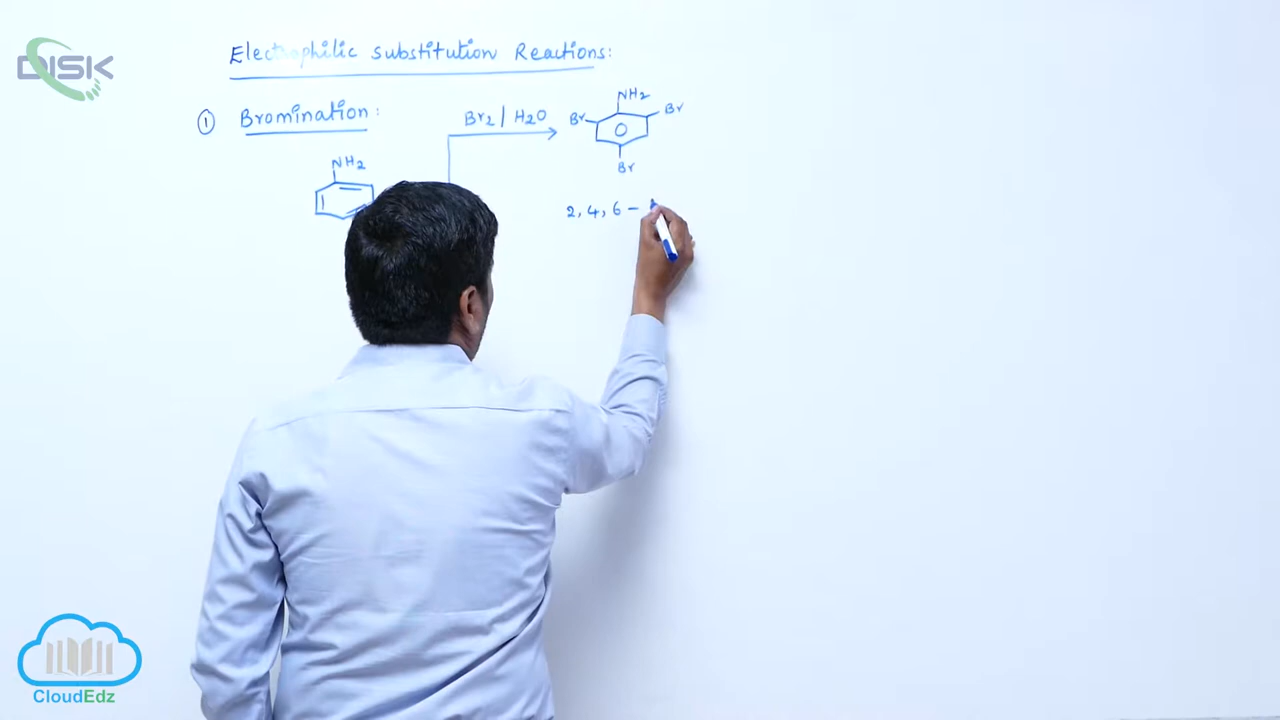 DISK
Electrophilic substitution Reactions:
① Bromination:
Br2 / H2O
NH2
Br
Br
Br
NH2
2, 4, 6 –
CloudEdz